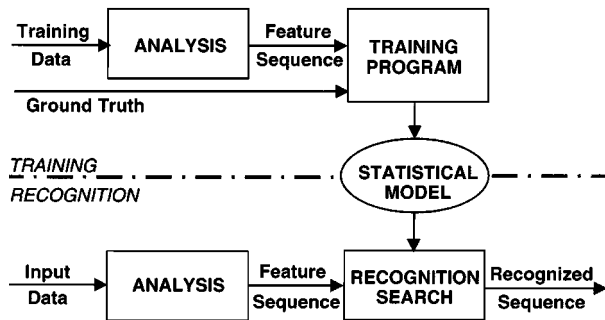 Training
Data
ANALYSIS
Feature
Sequence
TRAINING
PROGRAM
Ground Truth
TRAINING
RECOGNITION
STATISTICAL
MODEL
Input
Data
ANALYSIS
Feature
Sequence
RECOGNITION
SEARCH
Recognized
Sequence